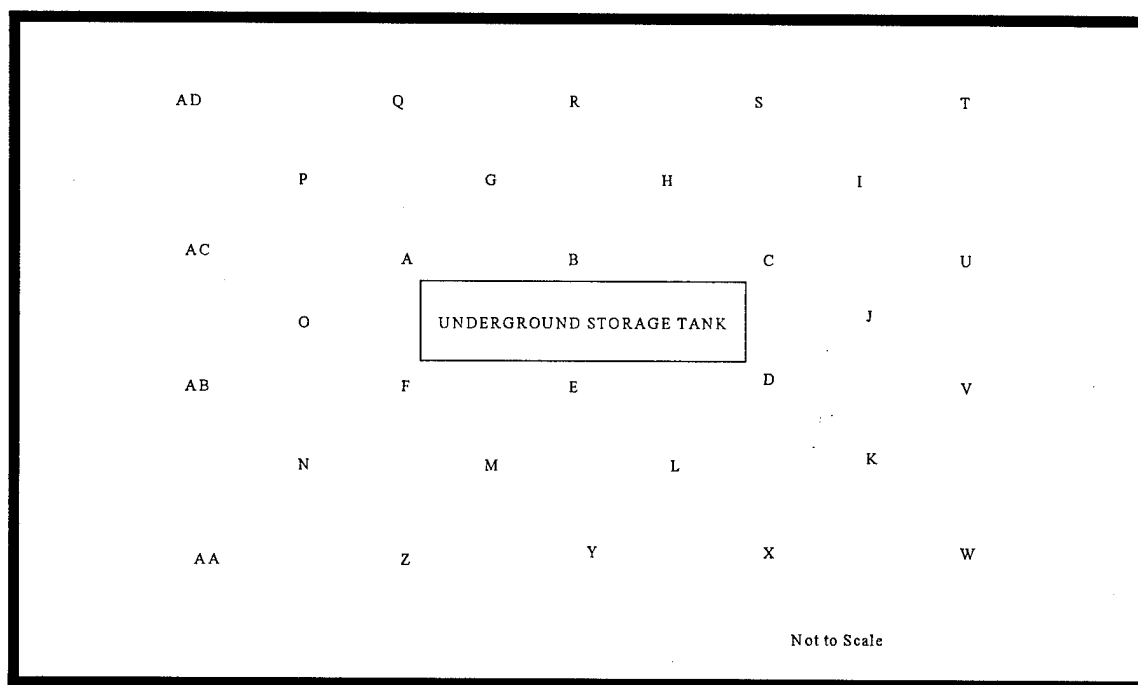 AD Q R S T
P G H I
AC A B C U
O UNDERGROUND STORAGE TANK J
AB F E D V
N M L K
AA Z Y X W
Not to Scale